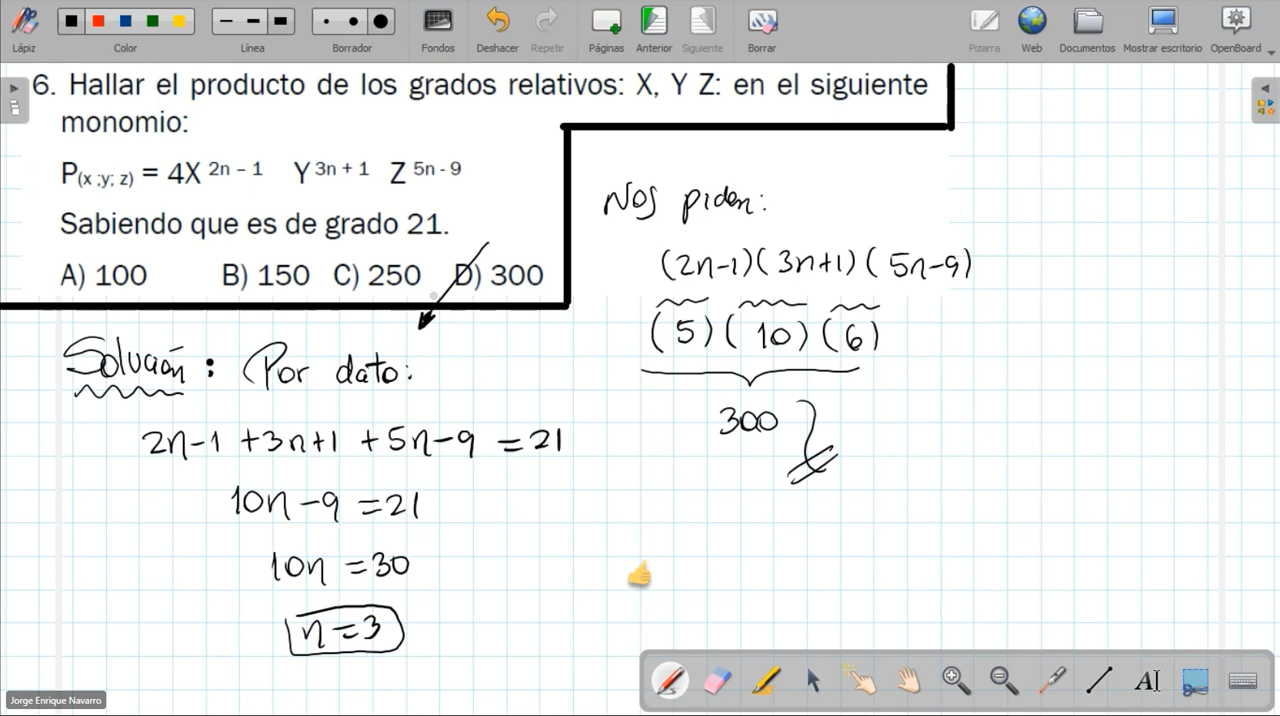 Lápiz
Color
Línea
Borrador
Fondos
Deshacer
Repetir
Páginas
Anterior
Siguiente
Borrar
Pizarra
Web
Documentos
Mostrar escritorio
OpenBoard
6. Hallar el producto de los grados relativos: X, Y Z: en el siguiente
monomio:
P(x ;y; z) = 4X 2n – 1 Y 3n + 1 Z 5n - 9
Sabiendo que es de grado 21.
A) 100 B) 150 C) 250 D) 300
Solución : Por dato:
2n-1 +3n+1 +5n-9 =21
10n -9 =21
10n =30
n=3
Nos piden:
(2n-1)(3n+1)(5n-9)
(5)(10)(6)
300
AI
Jorge Enrique Navarro